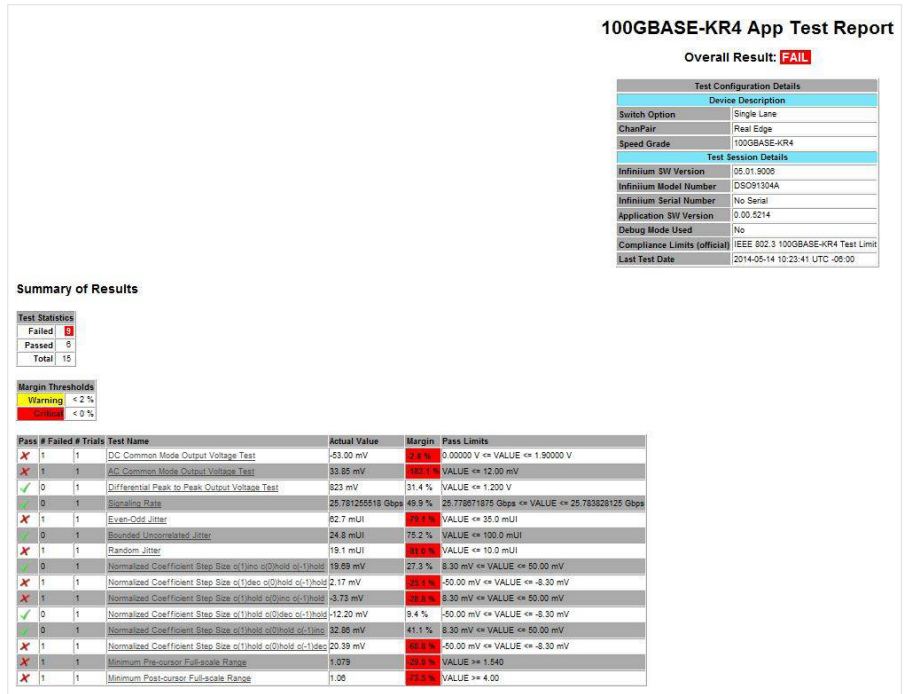 100GBASE-KR4 App Test Report
Overall Result: FAIL
Test Configuration Details
Device Description
Switch Option Single Lane
ChanPair Real Edge
Speed Grade 100GBASE-KR4
Test Session Details
Infiniium SW Version 05.01.9006
Infiniium Model Number DSO91304A
Infiniium Serial Number No Serial
Application SW Version 0.00.5214
Debug Mode Used No
Compliance Limits (official) IEEE 802.3 100GBASE-KR4 Test Limit
Last Test Date 2014-05-14 10:23:41 UTC -06:00
Summary of Results
Test Statistics
Failed 9
Passed 6
Total 15
Margin Thresholds
Warning < 2 %
Critical < 0 %
Pass # Failed # Trials Test Name Actual Value Margin Pass Limits
1 1 DC Common Mode Output Voltage Test -53.00 mV -2.8 % 0.00000 V <= VALUE <= 1.90000 V
1 1 AC Common Mode Output Voltage Test 33.85 mV -182.1 % VALUE <= 12.00 mV
0 1 Differential Peak to Peak Output Voltage Test 823 mV 31.4 % VALUE <= 1.200 V
0 1 Signaling Rate 25.781255518 Gbps 49.9 % 25.778671875 Gbps <= VALUE <= 25.783828125 Gbps
1 1 Even-Odd Jitter 62.7 mUI -79.1 % VALUE <= 35.0 mUI
0 1 Bounded Uncorrelated Jitter 24.8 mUI 75.2 % VALUE <= 100.0 mUI
1 1 Random Jitter 19.1 mUI -91.0 % VALUE <= 10.0 mUI
0 1 Normalized Coefficient Step Size c(1)inc c(0)hold c(-1)hold 19.69 mV 27.3 % 8.30 mV <= VALUE <= 50.00 mV
1 1 Normalized Coefficient Step Size c(1)dec c(0)hold c(-1)hold 2.17 mV -25.1 % -50.00 mV <= VALUE <= -8.30 mV
1 1 Normalized Coefficient Step Size c(1)hold c(0)inc c(-1)hold -3.73 mV -28.8 % 8.30 mV <= VALUE <= 50.00 mV
0 1 Normalized Coefficient Step Size c(1)hold c(0)dec c(-1)hold -12.20 mV 9.4 % -50.00 mV <= VALUE <= -8.30 mV
0 1 Normalized Coefficient Step Size c(1)hold c(0)hold c(-1)inc 32.86 mV 41.1 % 8.30 mV <= VALUE <= 50.00 mV
1 1 Normalized Coefficient Step Size c(1)hold c(0)hold c(-1)dec 20.39 mV -68.8 % -50.00 mV <= VALUE <= -8.30 mV
1 1 Minimum Pre-cursor Full-scale Range 1.079 -29.9 % VALUE >= 1.540
1 1 Minimum Post-cursor Full-scale Range 1.06 -73.5 % VALUE >= 4.00